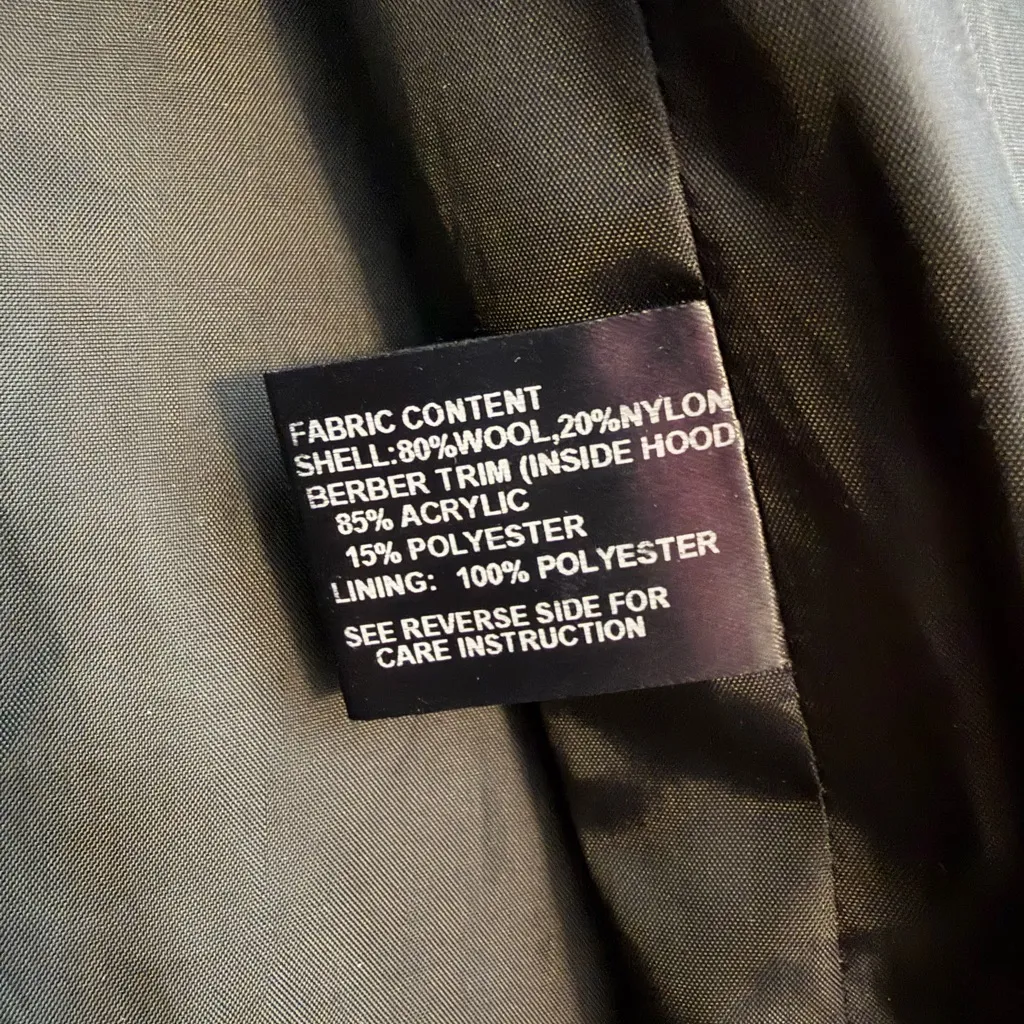 FABRIC CONTENT
SHELL:80%WOOL,20%NYLON
BERBER TRIM (INSIDE HOOD)
85% ACRYLIC
15% POLYESTER
LINING: 100% POLYESTER
SEE REVERSE SIDE FOR
CARE INSTRUCTION